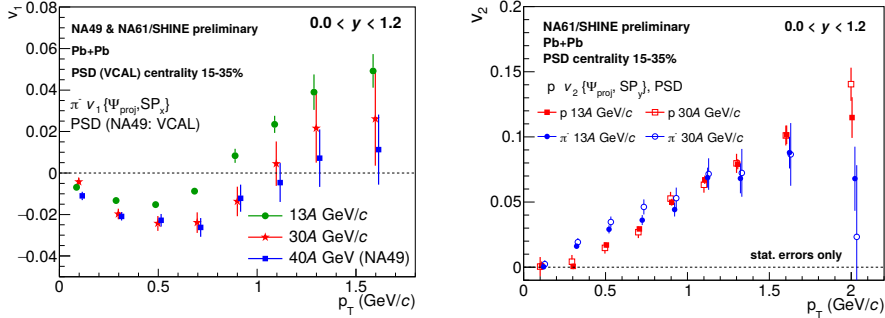 v₁
0.08
0.06
0.04
0.02
0
−0.02
−0.04
NA49 & NA61/SHINE preliminary
0.0 < y < 1.2
Pb+Pb
PSD (VCAL) centrality 15-35%
π⁻ v₁{Ψproj,SPx}
PSD (NA49: VCAL)
13A GeV/c
30A GeV/c
40A GeV (NA49)
0 0.5 1 1.5 2
p_T (GeV/c)
v₂
0.2
0.15
0.1
0.05
0
NA61/SHINE preliminary
0.0 < y < 1.2
Pb+Pb
PSD centrality 15-35%
p v₂{Ψproj, SPy}, PSD
p 13A GeV/c p 30A GeV/c
π⁻ 13A GeV/c π⁻ 30A GeV/c
stat. errors only
0 0.5 1 1.5 2
p_T (GeV/c)